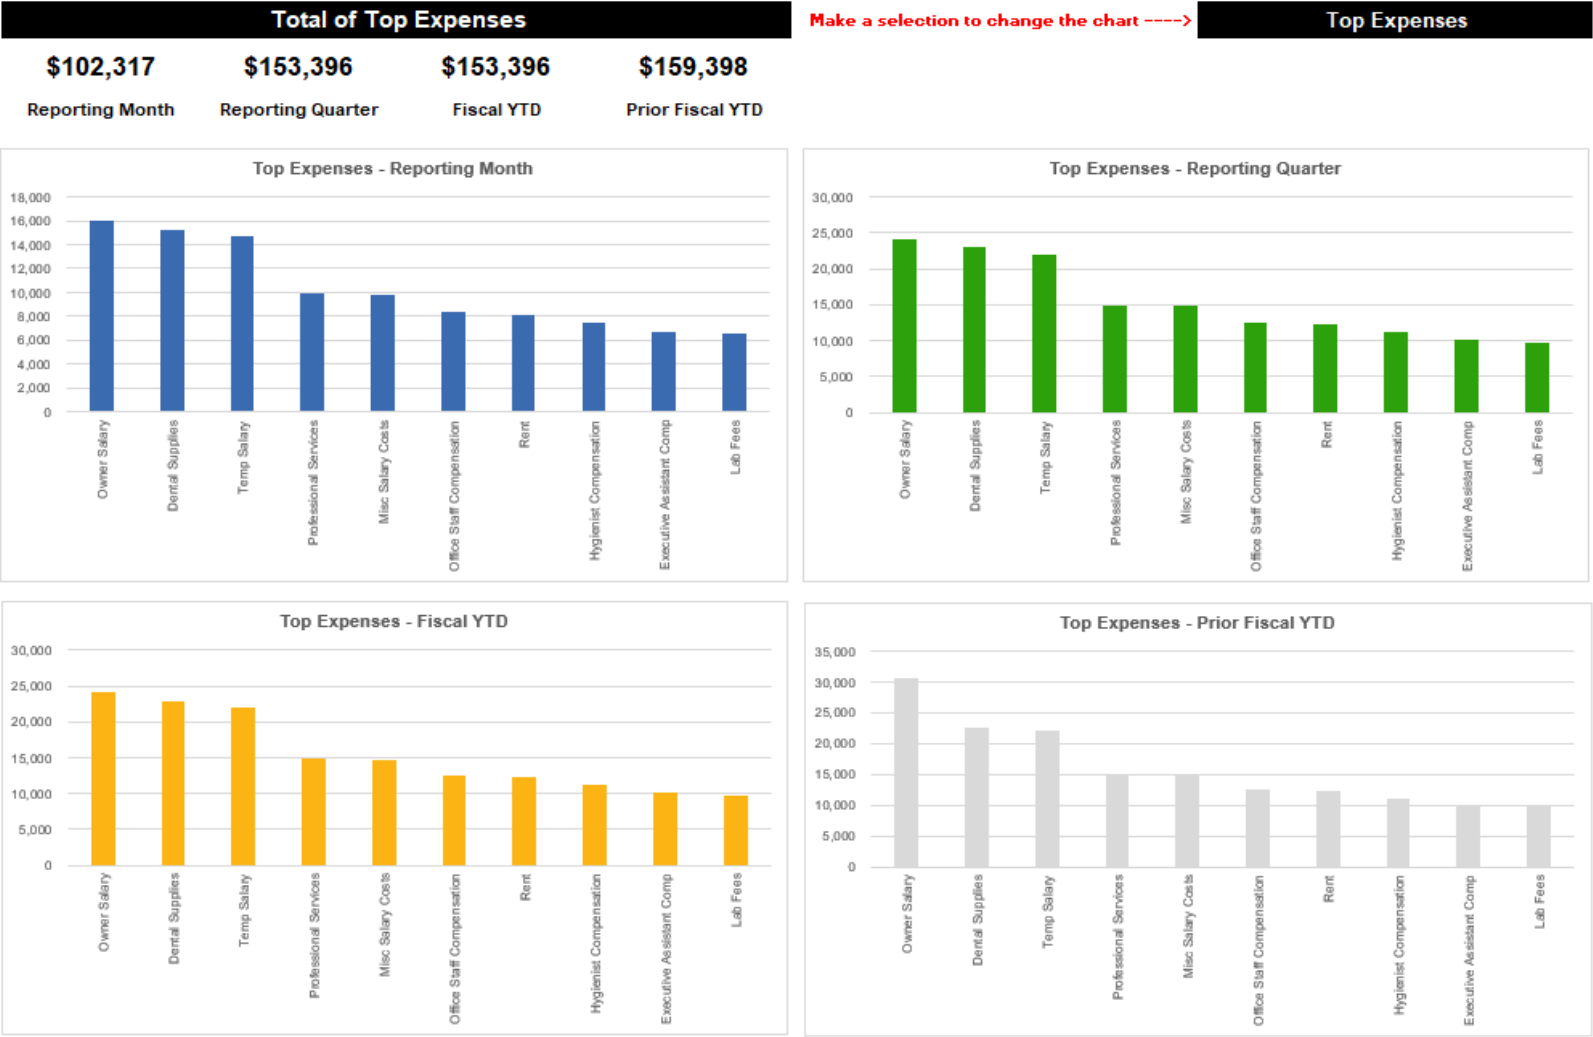 Total of Top Expenses
Make a selection to change the chart ---->
Top Expenses
$102,317
$153,396
$153,396
$159,398
Reporting Month
Reporting Quarter
Fiscal YTD
Prior Fiscal YTD
Top Expenses - Reporting Month
18,000
16,000
14,000
12,000
10,000
8,000
6,000
4,000
2,000
0
Owner Salary
Dental Supplies
Temp Salary
Professional Services
Misc Salary Costs
Office Staff Compensation
Rent
Hygienist Compensation
Executive Assistant Comp
Lab Fees
Top Expenses - Reporting Quarter
30,000
25,000
20,000
15,000
10,000
5,000
0
Owner Salary
Dental Supplies
Temp Salary
Professional Services
Misc Salary Costs
Office Staff Compensation
Rent
Hygienist Compensation
Executive Assistant Comp
Lab Fees
Top Expenses - Fiscal YTD
30,000
25,000
20,000
15,000
10,000
5,000
0
Owner Salary
Dental Supplies
Temp Salary
Professional Services
Misc Salary Costs
Office Staff Compensation
Rent
Hygienist Compensation
Executive Assistant Comp
Lab Fees
Top Expenses - Prior Fiscal YTD
35,000
30,000
25,000
20,000
15,000
10,000
5,000
0
Owner Salary
Dental Supplies
Temp Salary
Professional Services
Misc Salary Costs
Office Staff Compensation
Rent
Hygienist Compensation
Executive Assistant Comp
Lab Fees